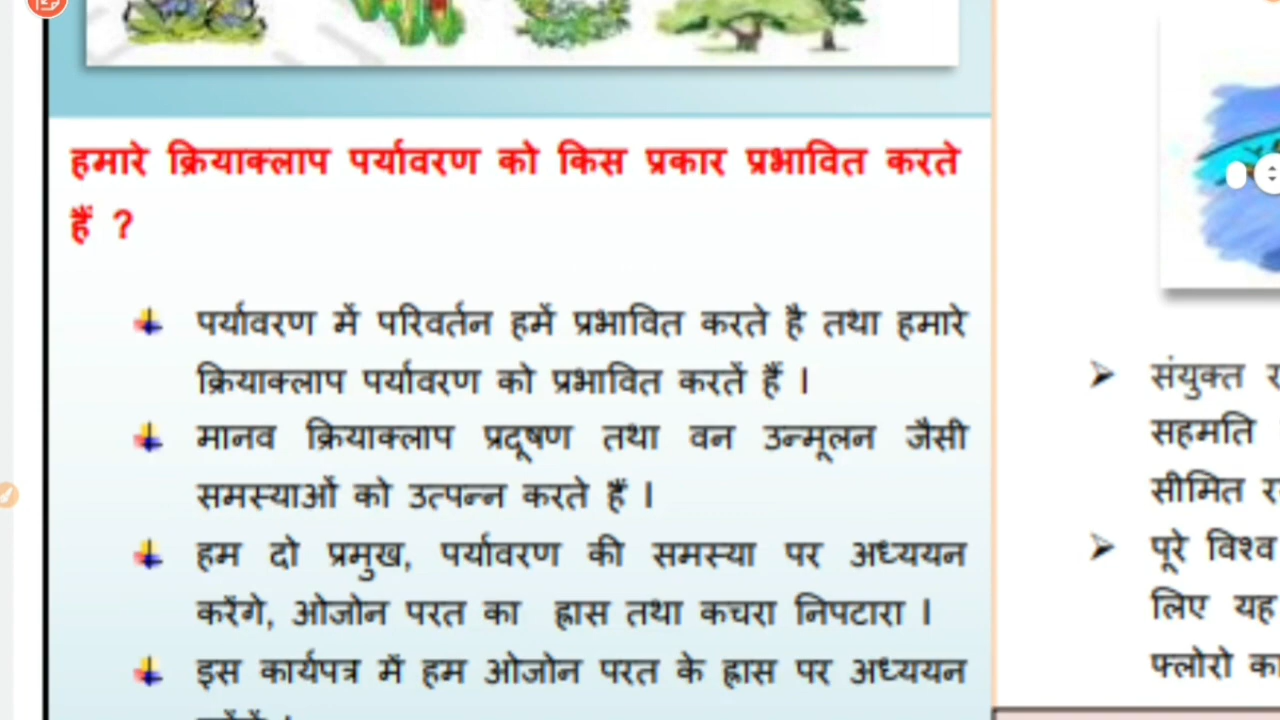 हमारे क्रियाक्लाप पर्यावरण को किस प्रकार प्रभावित करते
हैं ?
पर्यावरण में परिवर्तन हमें प्रभावित करते है तथा हमारे
क्रियाक्लाप पर्यावरण को प्रभावित करतें हैं ।
मानव क्रियाक्लाप प्रदूषण तथा वन उन्मूलन जैसी
समस्याओं को उत्पन्न करते हैं ।
हम दो प्रमुख, पर्यावरण की समस्या पर अध्ययन
करेंगे, ओजोन परत का ह्रास तथा कचरा निपटारा ।
इस कार्यपत्र में हम ओजोन परत के ह्रास पर अध्ययन
संयुक्त
सहमति
सीमित
पूरे विश्व
लिए यह
फ्लोरो